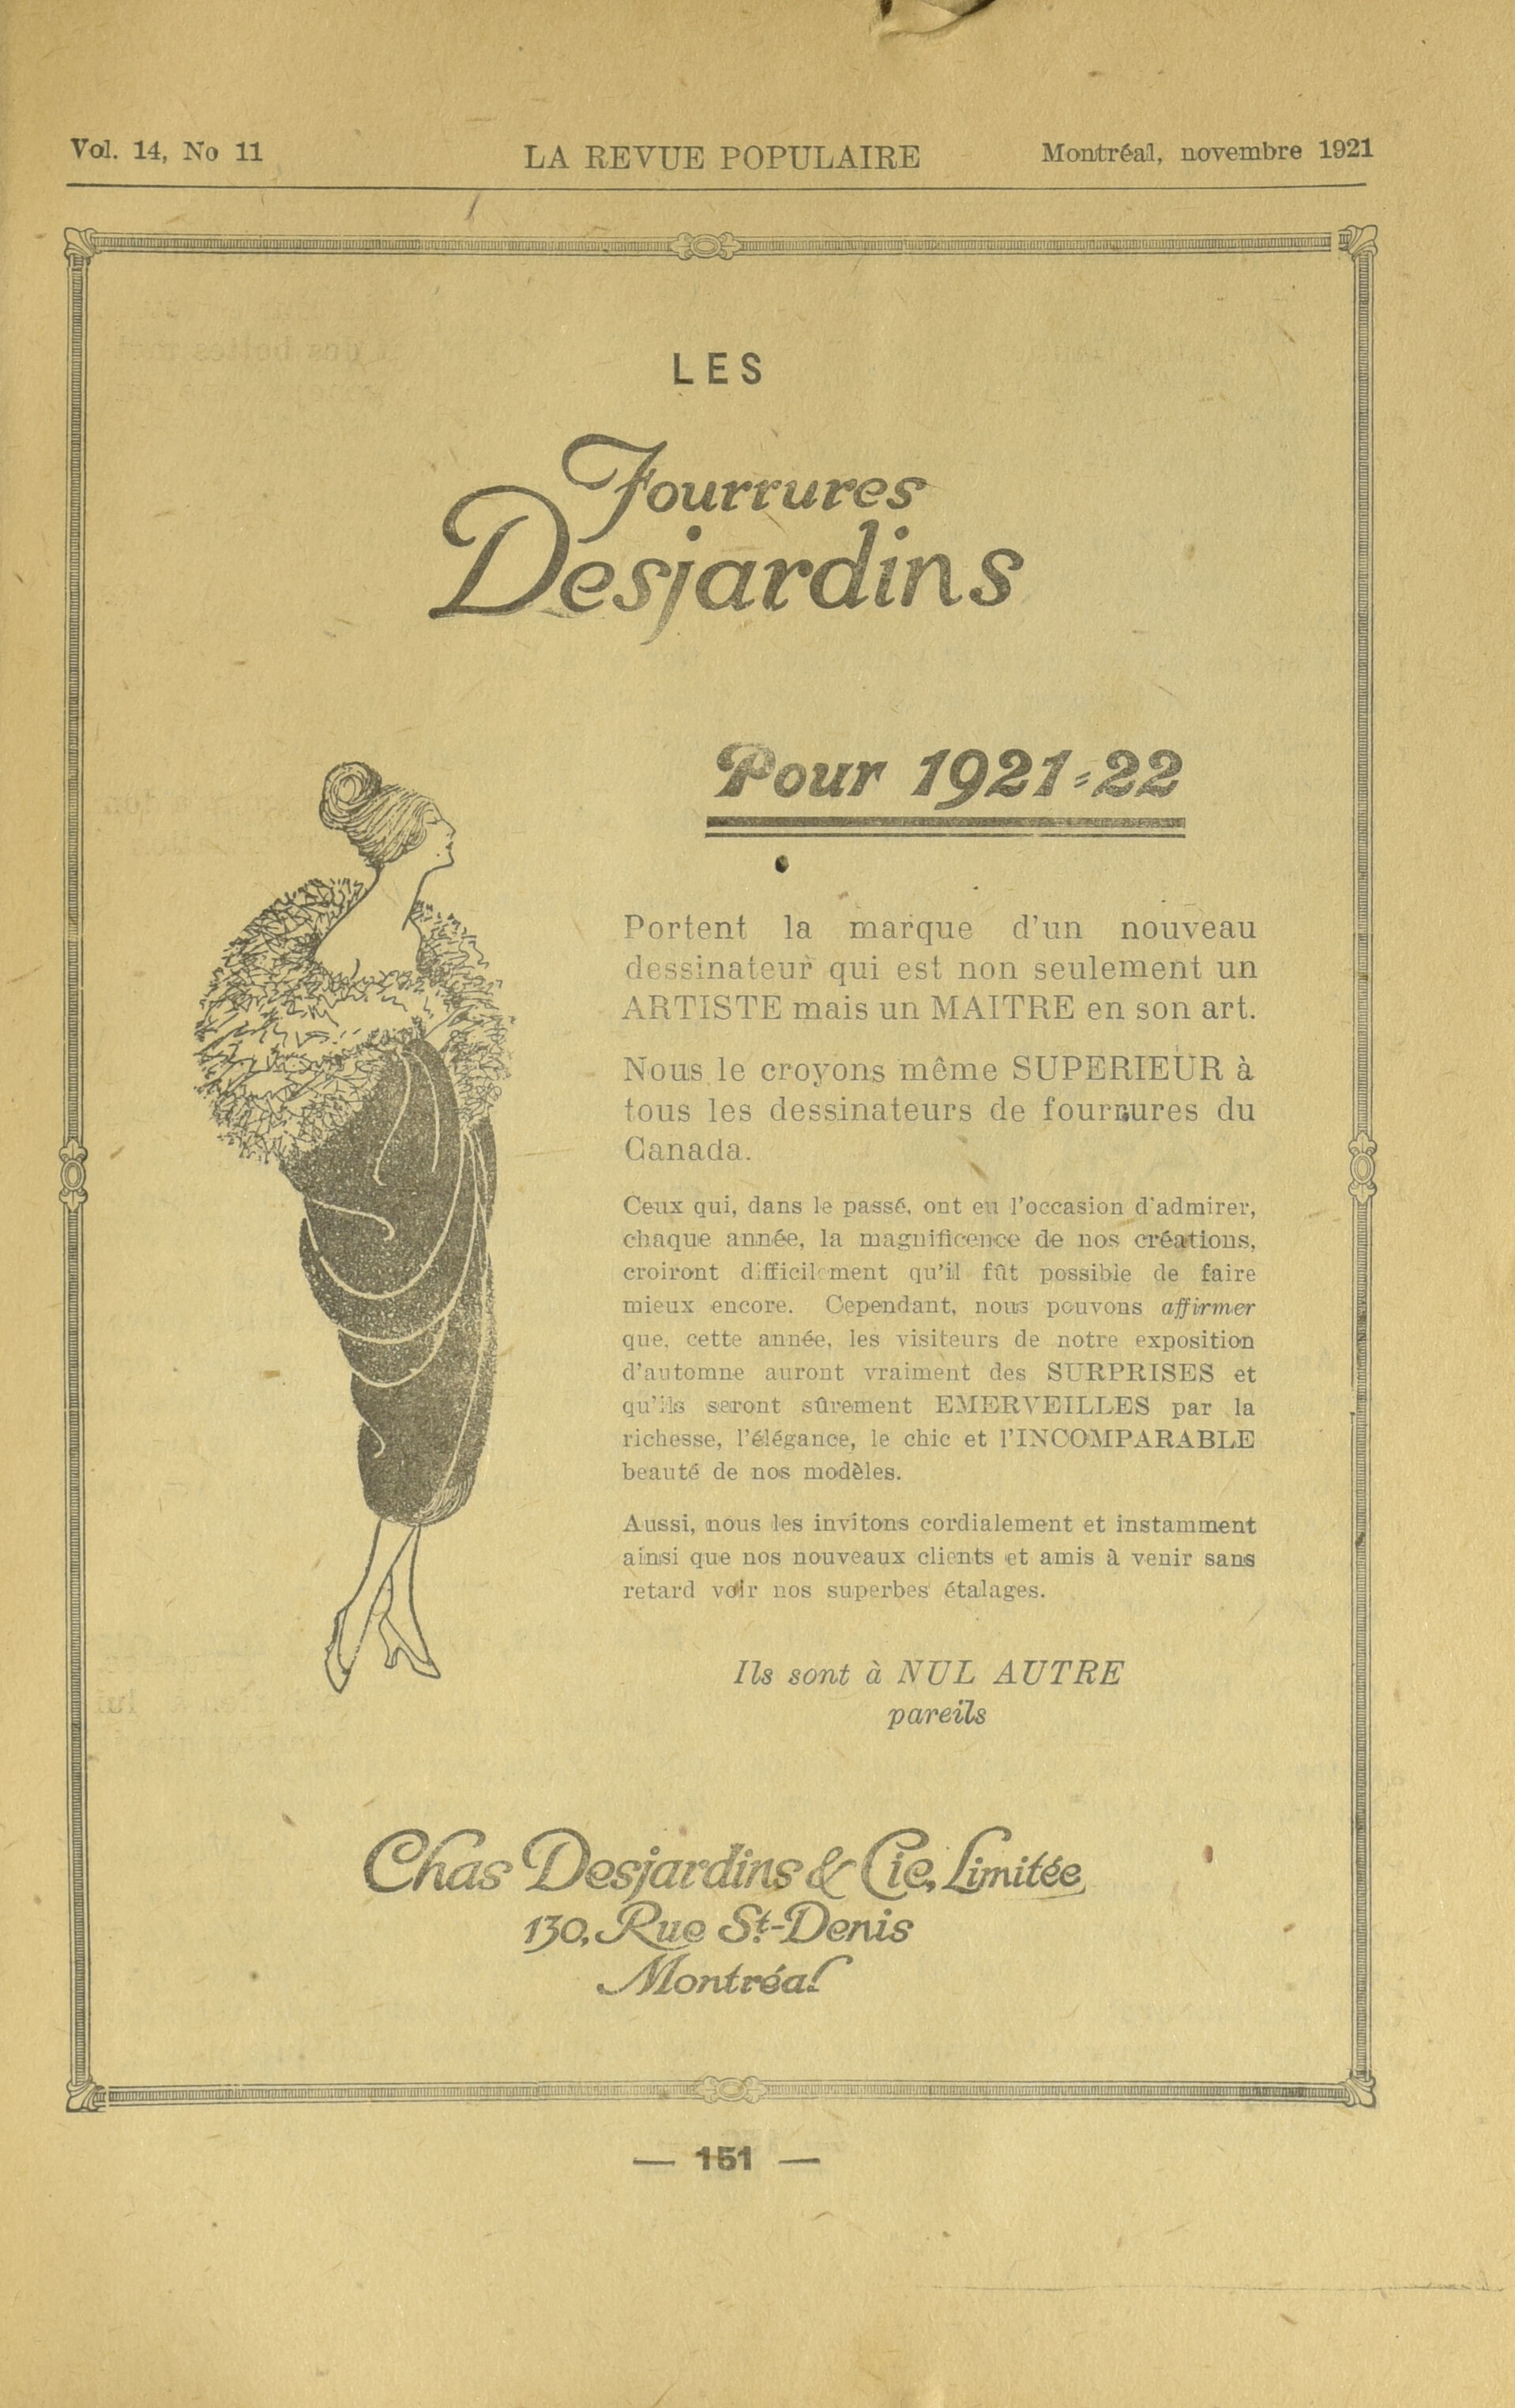 Vol. 14, No 11 LA REVUE POPULAIRE Montréal, novembre 1921
LES
Fourrures
Desjardins
Pour 1921-22
Portent la marque d'un nouveau
dessinateur qui est non seulement un
ARTISTE mais un MAITRE en son art.
Nous le croyons même SUPERIEUR à
tous les dessinateurs de fourrures du
Canada.
Ceux qui, dans le passé, ont eu l'occasion d'admirer,
chaque année, la magnificence de nos créations,
croiront difficilement qu'il fût possible de faire
mieux encore. Cependant, nous pouvons affirmer
que, cette année, les visiteurs de notre exposition
d'automne auront vraiment des SURPRISES et
qu'ils seront sûrement EMERVEILLES par la
richesse, l'élégance, le chic et l'INCOMPARABLE
beauté de nos modèles.
Aussi, nous les invitons cordialement et instamment
ainsi que nos nouveaux clients et amis à venir sans
retard voir nos superbes étalages.
Ils sont à NUL AUTRE
pareils
Chas Desjardins & Cie, Limitée
130, Rue St-Denis
Montréal
— 151 —